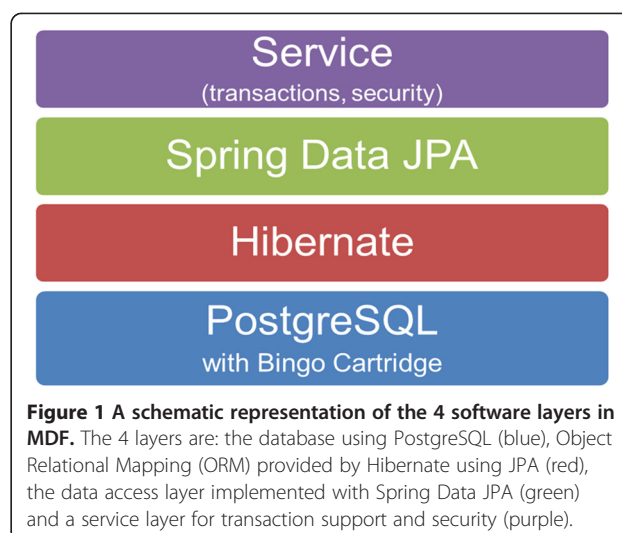 Service
(transactions, security)
Spring Data JPA
Hibernate
PostgreSQL
with Bingo Cartridge
Figure 1 A schematic representation of the 4 software layers in
MDF. The 4 layers are: the database using PostgreSQL (blue), Object
Relational Mapping (ORM) provided by Hibernate using JPA (red),
the data access layer implemented with Spring Data JPA (green)
and a service layer for transaction support and security (purple).